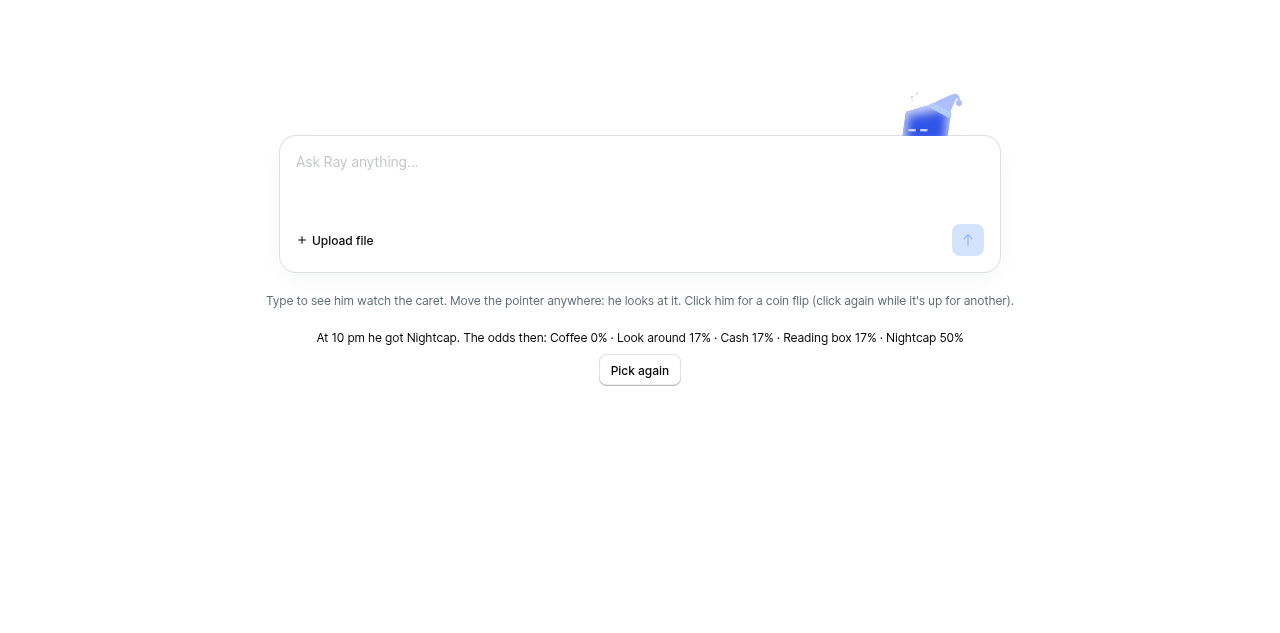 Ask Ray anything...
+ Upload file
Type to see him watch the caret. Move the pointer anywhere: he looks at it. Click him for a coin flip (click again while it's up for another).
At 10 pm he got Nightcap. The odds then: Coffee 0% · Look around 17% · Cash 17% · Reading box 17% · Nightcap 50%
Pick again